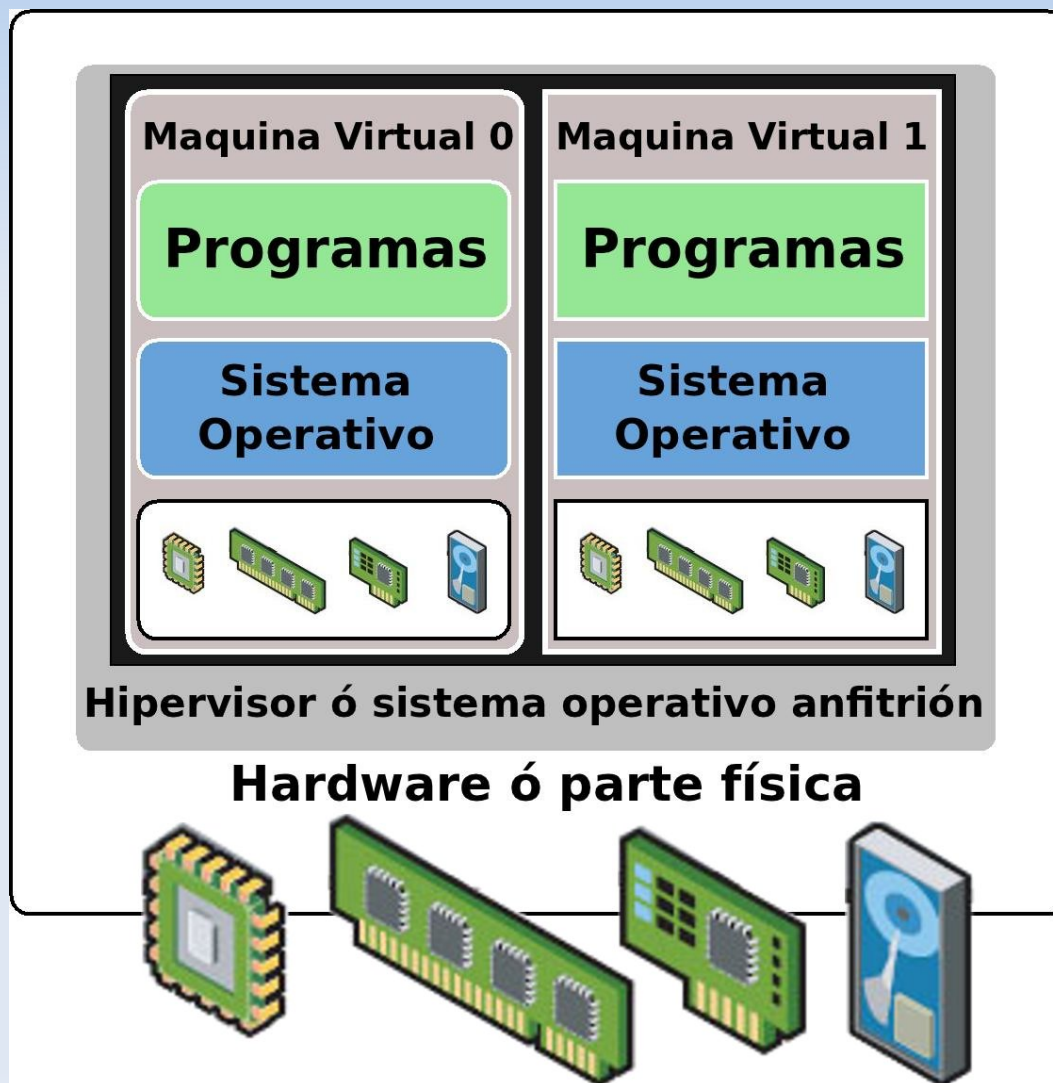 Maquina Virtual 0
Programas
Sistema
Operativo
Maquina Virtual 1
Programas
Sistema
Operativo
Hipervisor ó sistema operativo anfitrión
Hardware ó parte física